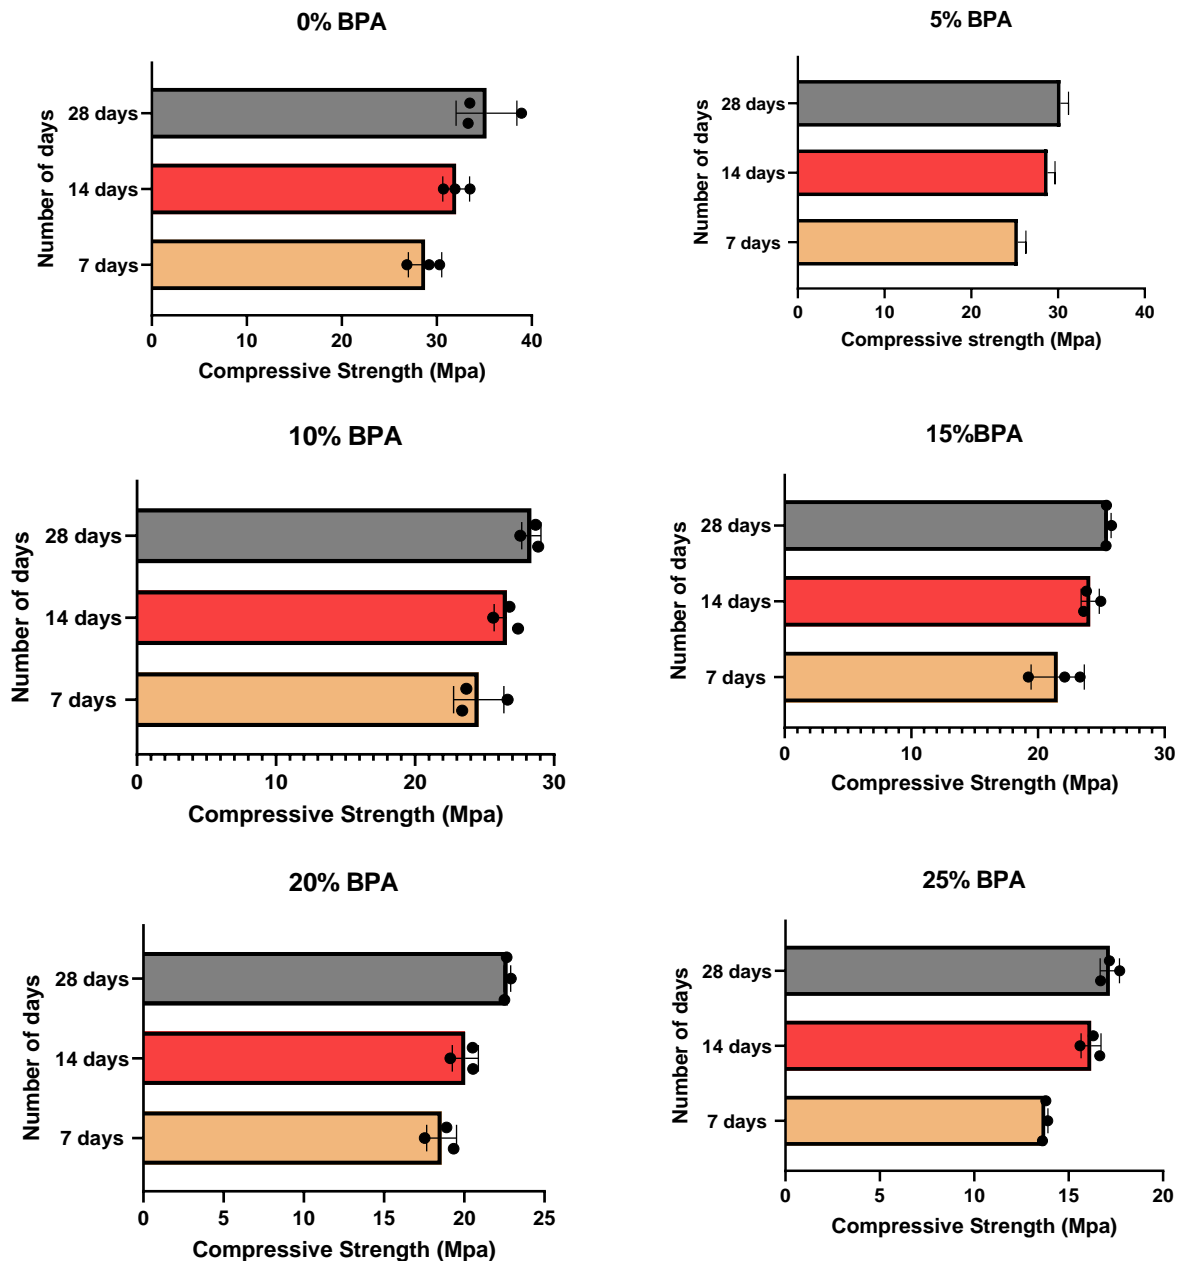 0% BPA
Number of days
28 days
14 days
7 days
0 10 20 30 40
Compressive Strength (Mpa)
5% BPA
Number of days
28 days
14 days
7 days
0 10 20 30 40
Compressive strength (Mpa)
10% BPA
Number of days
28 days
14 days
7 days
0 10 20 30
Compressive Strength (Mpa)
15%BPA
Number of days
28 days
14 days
7 days
0 10 20 30
Compressive Strength (Mpa)
20% BPA
Number of days
28 days
14 days
7 days
0 5 10 15 20 25
Compressive Strength (Mpa)
25% BPA
Number of days
28 days
14 days
7 days
0 5 10 15 20
Compressive Strength (Mpa)